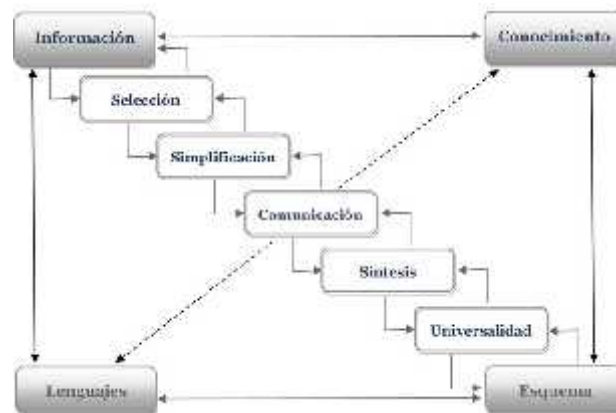 Información
Conocimiento
Selección
Simplificación
Comunicación
Síntesis
Universalidad
Lenguajes
Esquema